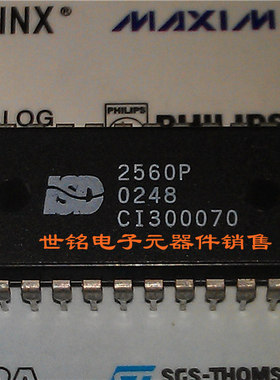 INX® MAXIM
LOG PHILIPS PHILIPS
ISD 2560P
0248
CI300070
世铭电子元器件销售
SGS-THOMS